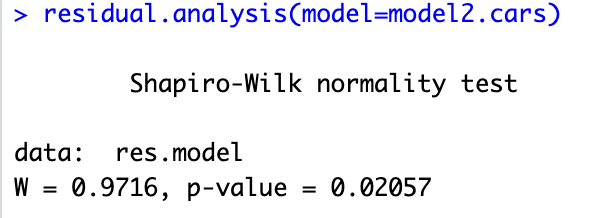 > residual.analysis(model=model2.cars)
Shapiro-Wilk normality test
data:  res.model
W = 0.9716, p-value = 0.02057